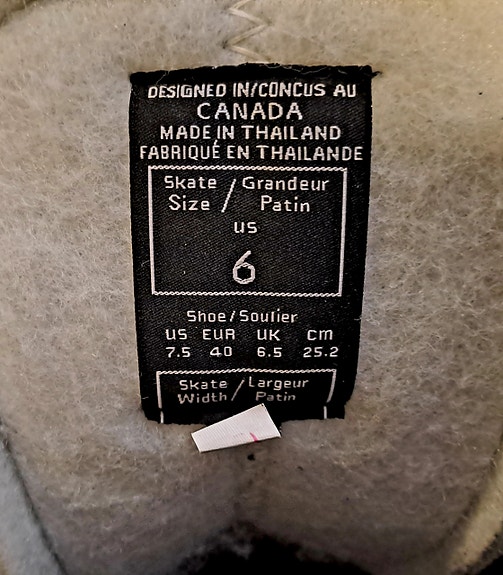 DESIGNED IN/CONCUS AU
CANADA
MADE IN THAILAND
FABRIQUÉ EN THAILANDE
Skate / Grandeur
Size / Patin
US
6
Shoe/Soulier
US EUR UK CM
7.5 40 6.5 25.2
Skate / Largeur
Width / Patin